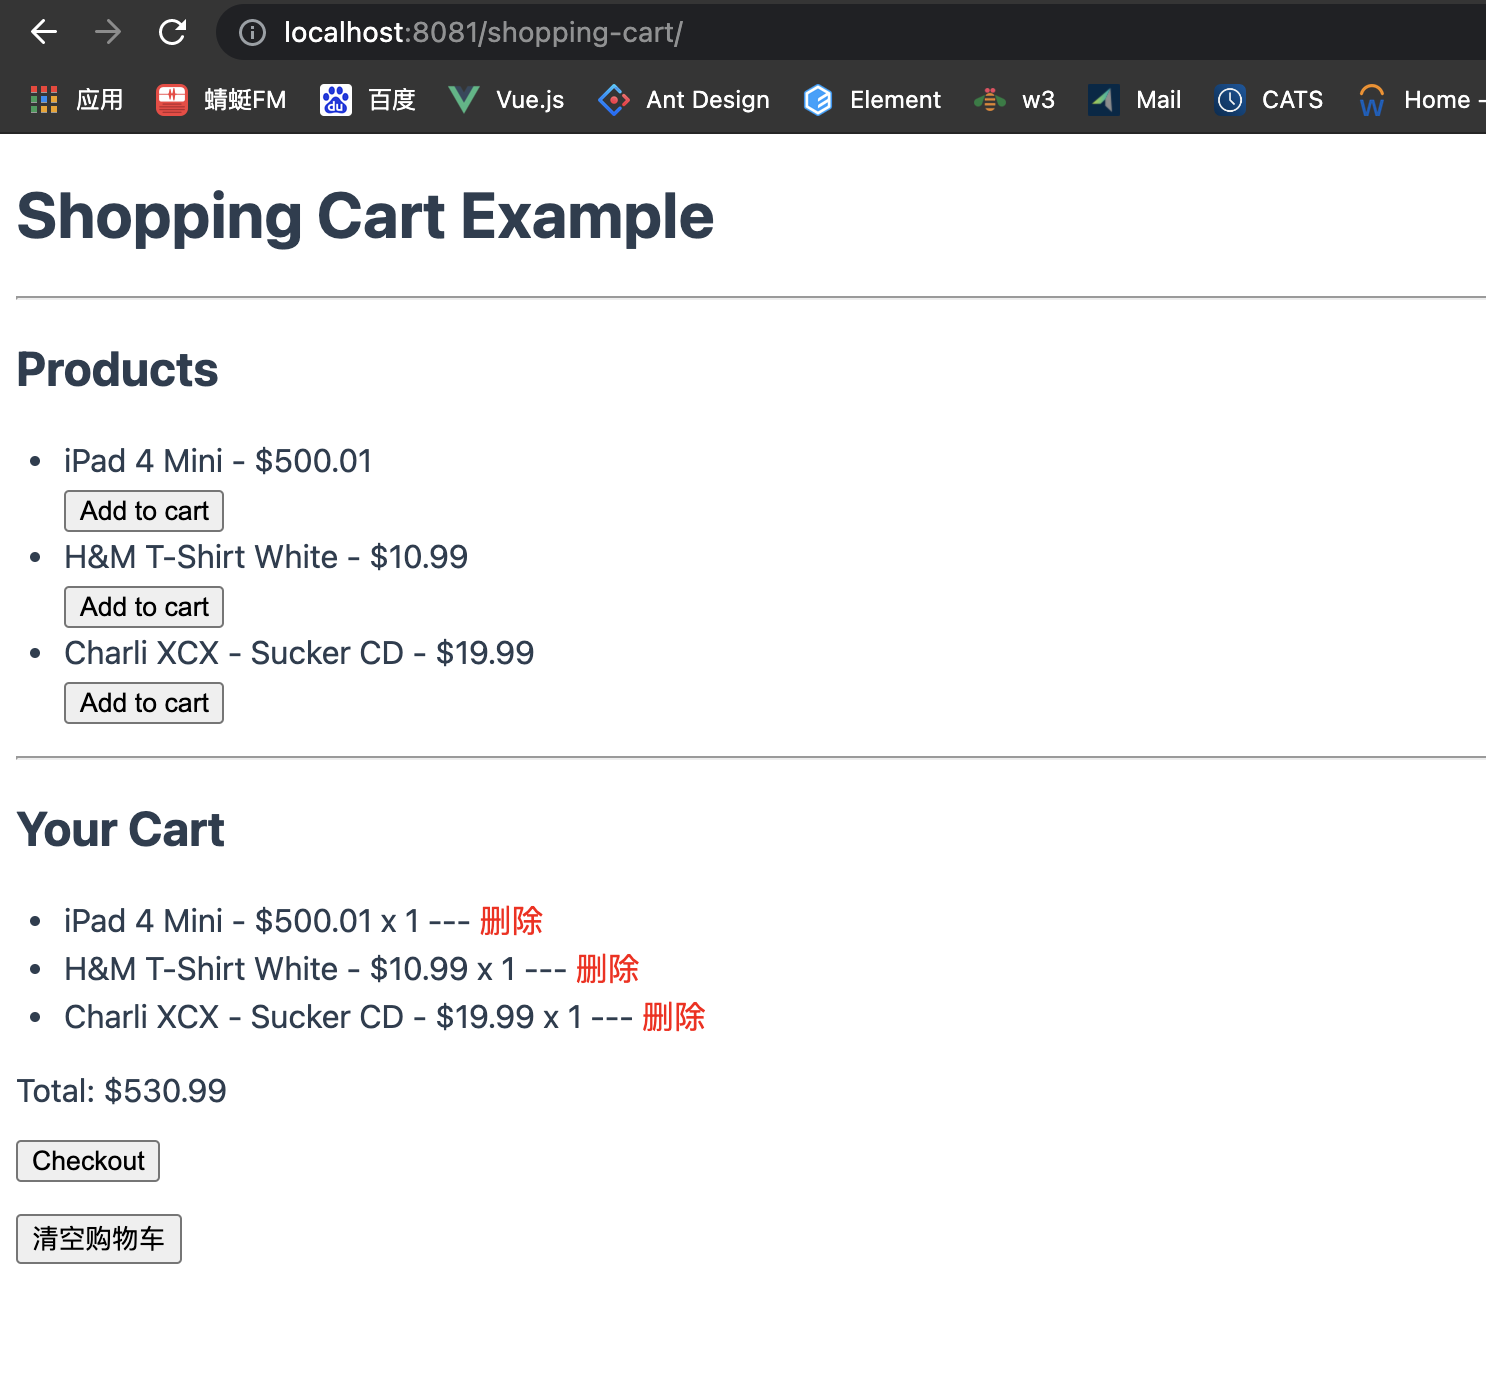 localhost:8081/shopping-cart/
应用 蜻蜓FM du 百度 Vue.js Ant Design Element w3 Mail CATS W Home -
Shopping Cart Example
Products
• iPad 4 Mini - $500.01
Add to cart
• H&M T-Shirt White - $10.99
Add to cart
• Charli XCX - Sucker CD - $19.99
Add to cart
Your Cart
• iPad 4 Mini - $500.01 x 1 --- 删除
• H&M T-Shirt White - $10.99 x 1 --- 删除
• Charli XCX - Sucker CD - $19.99 x 1 --- 删除
Total: $530.99
Checkout
清空购物车